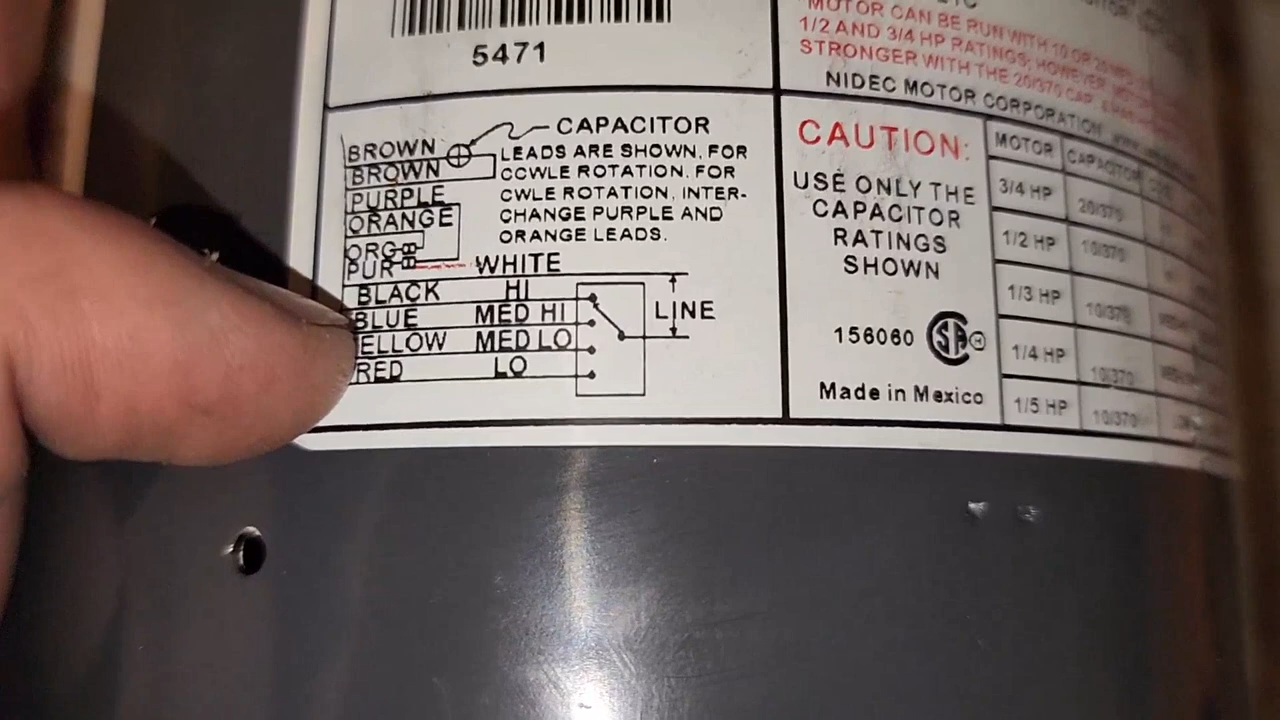 5471
"MOTOR CAN BE RUN WITH 10 OR 20
1/2 AND 3/4 HP RATINGS; HOWEVER, MOTOR
STRONGER WITH THE 20/370 CAP.
NIDEC MOTOR CORPORATION
BROWN
BROWN
PURPLE
ORANGE
ORG
PUR
CAPACITOR
LEADS ARE SHOWN. FOR
CCWLE ROTATION. FOR
CWLE ROTATION, INTER-
CHANGE PURPLE AND
ORANGE LEADS.
WHITE
BLACK HI
BLUE MED HI
ELLOW MED LO
RED LO
LINE
CAUTION:
USE ONLY THE
CAPACITOR
RATINGS
SHOWN
156060 SA H
Made in Mexico
MOTOR CAPACITOR
3/4 HP 20/370
1/2 HP 10/370
1/3 HP 10/370
1/4 HP 10/370
1/5 HP 10/370